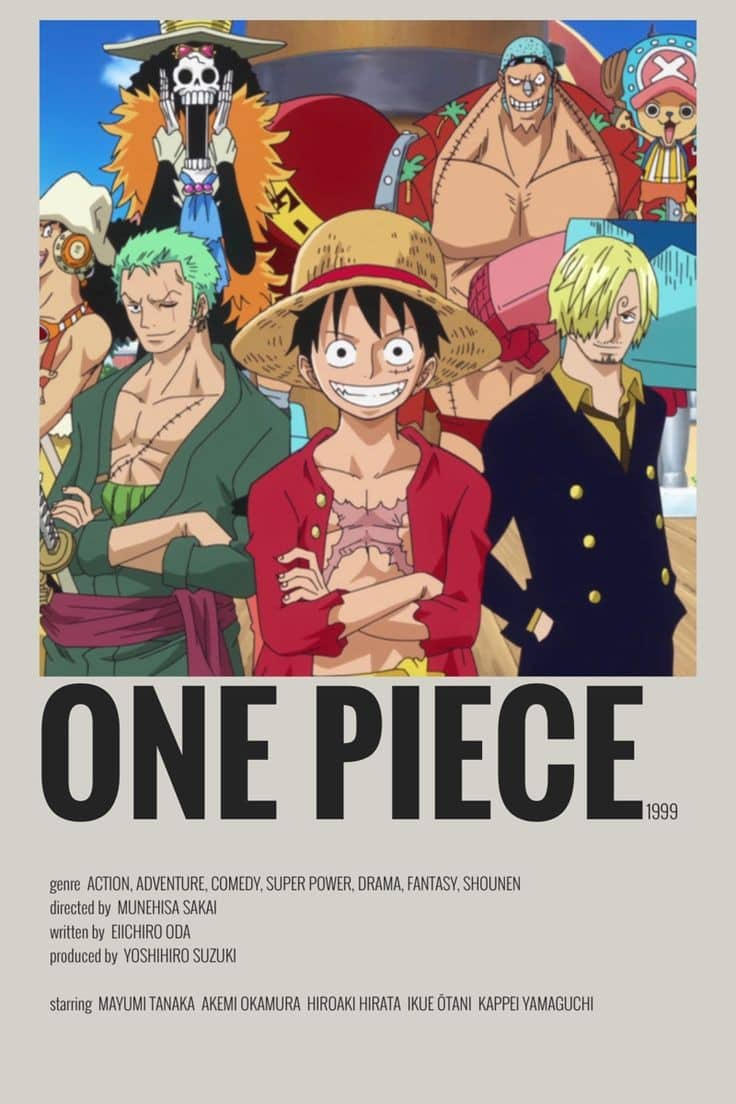 ONE PIECE
1999
genre ACTION, ADVENTURE, COMEDY, SUPER POWER, DRAMA, FANTASY, SHOUNEN
directed by MUNEHISA SAKAI
written by EIICHIRO ODA
produced by YOSHIHIRO SUZUKI
starring MAYUMI TANAKA AKEMI OKAMURA HIROAKI HIRATA IKUE ŌTANI KAPPEI YAMAGUCHI